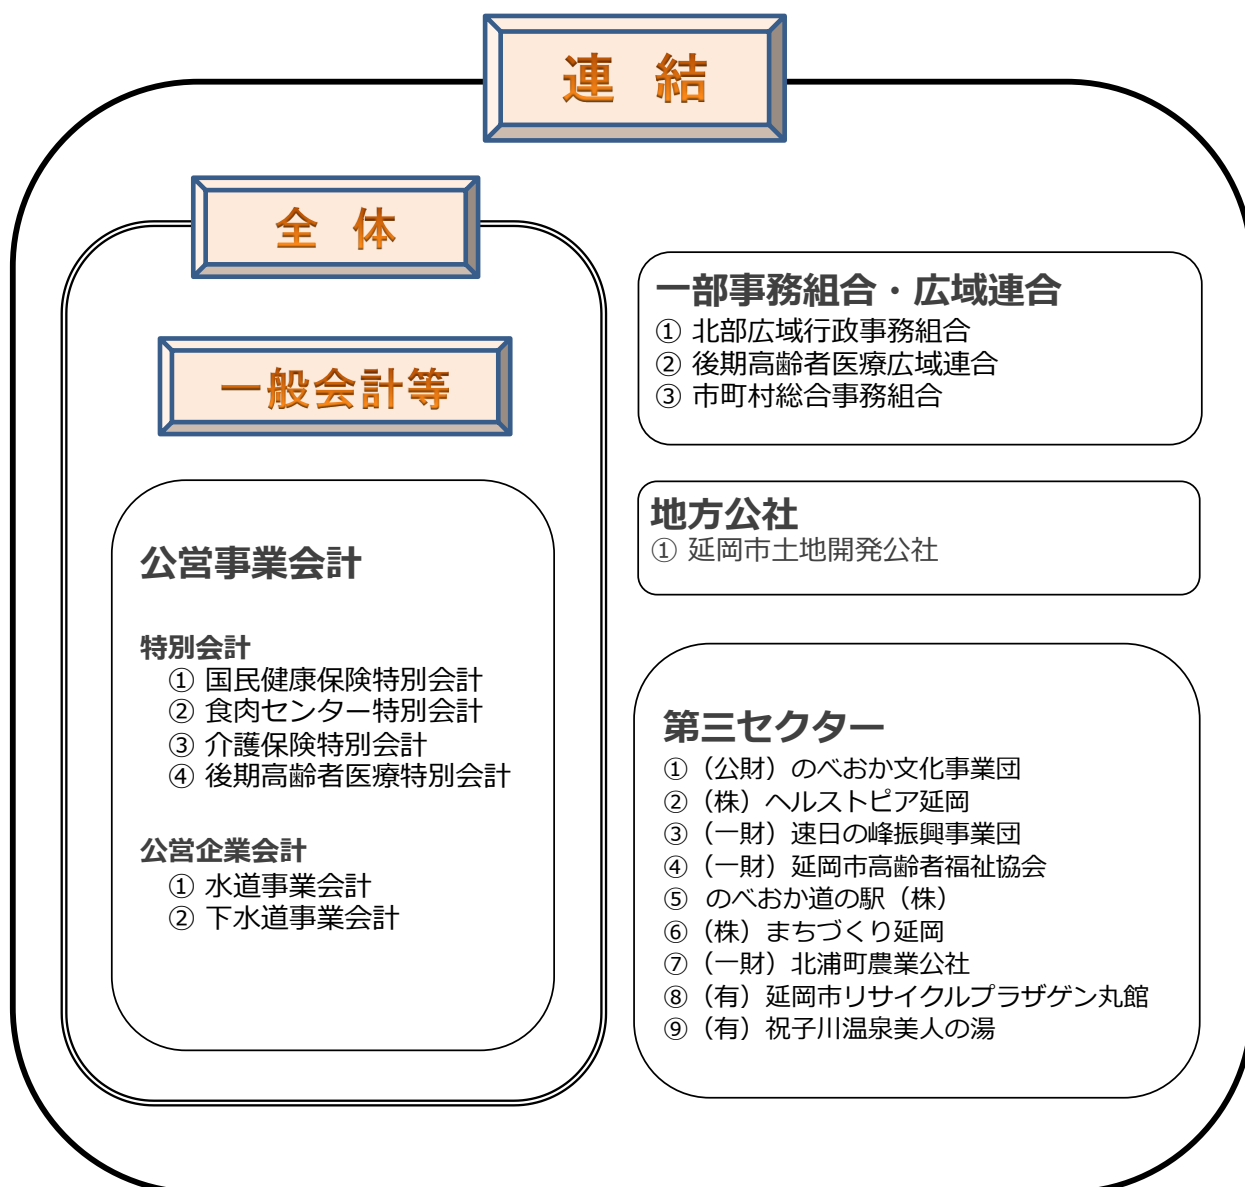 連 結
全 体
一般会計等
公営事業会計
特別会計
① 国民健康保険特別会計
② 食肉センター特別会計
③ 介護保険特別会計
④ 後期高齢者医療特別会計
公営企業会計
① 水道事業会計
② 下水道事業会計
一部事務組合・広域連合
① 北部広域行政事務組合
② 後期高齢者医療広域連合
③ 市町村総合事務組合
地方公社
① 延岡市土地開発公社
第三セクター
①（公財）のべおか文化事業団
②（株）ヘルストピア延岡
③（一財）速日の峰振興事業団
④（一財）延岡市高齢者福祉協会
⑤ のべおか道の駅（株）
⑥（株）まちづくり延岡
⑦（一財）北浦町農業公社
⑧（有）延岡市リサイクルプラザゲン丸館
⑨（有）祝子川温泉美人の湯